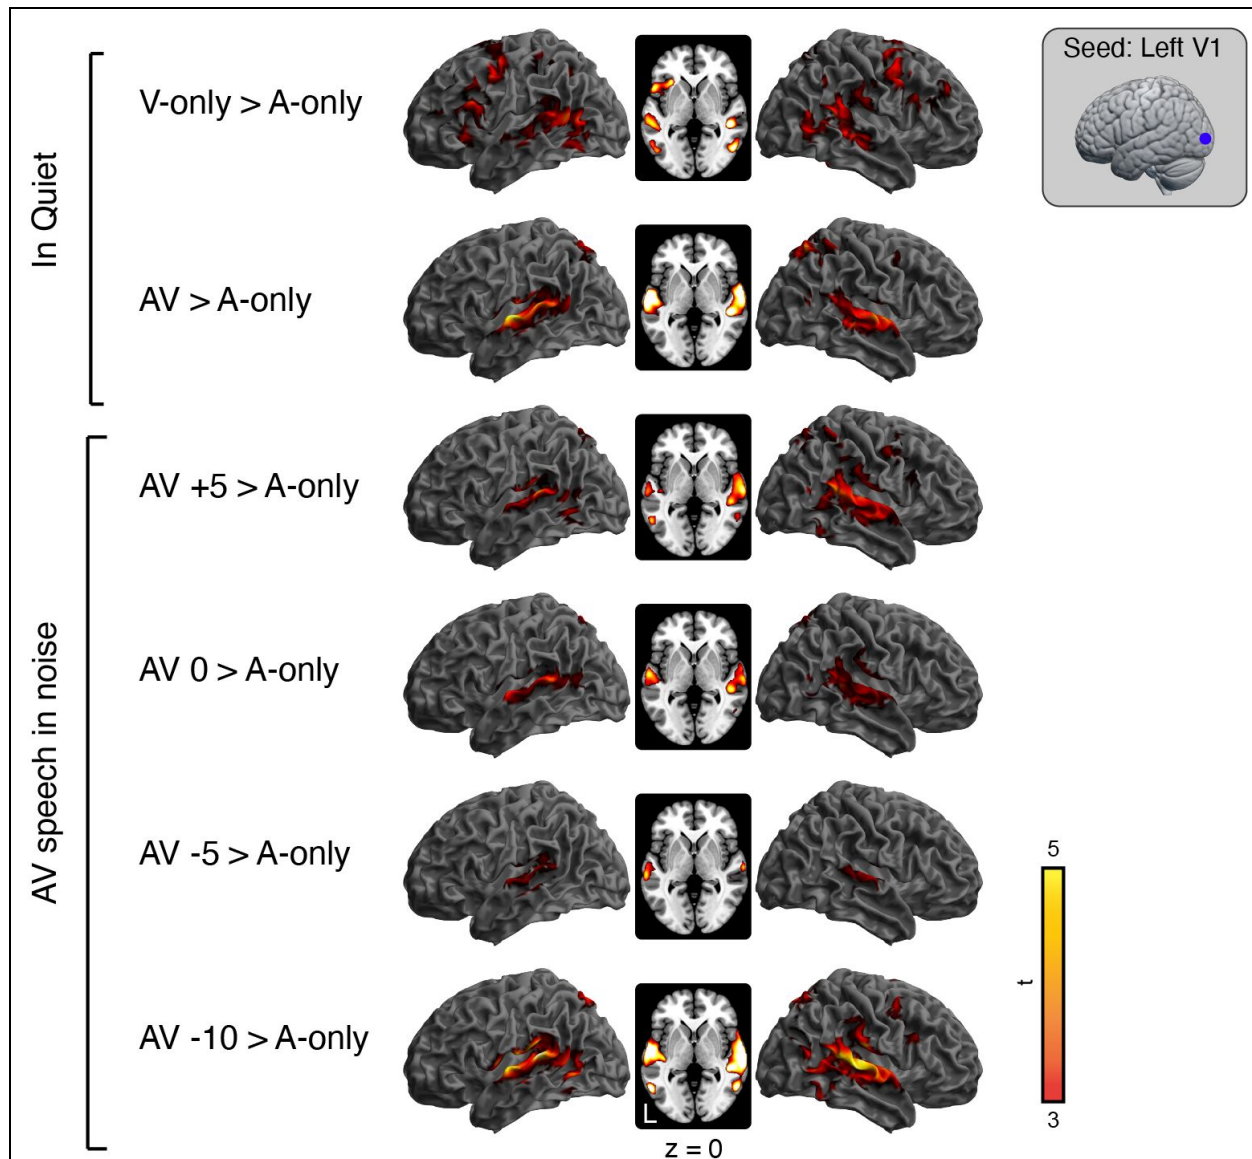 Seed: Left V1
In Quiet
V-only > A-only
AV > A-only
AV speech in noise
AV +5 > A-only
AV 0 > A-only
AV -5 > A-only
AV -10 > A-only
L
z = 0
5
t
3